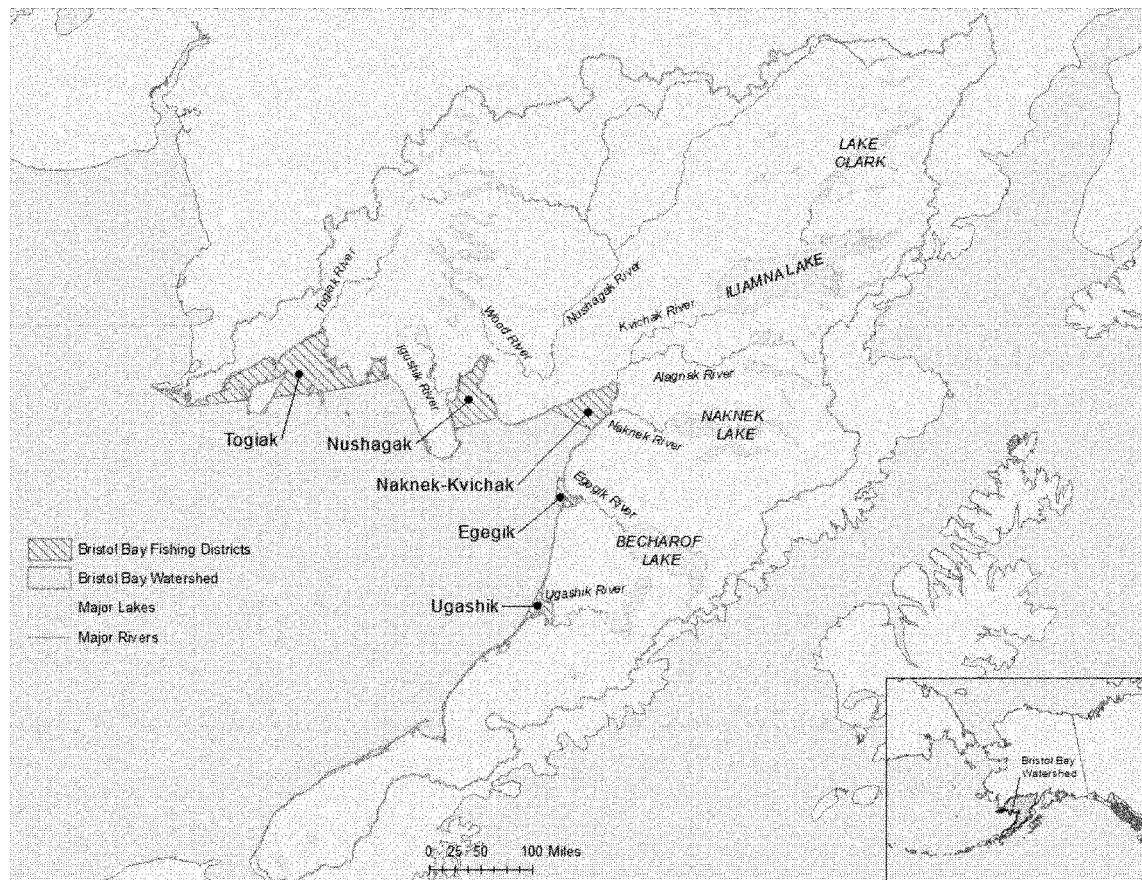 LAKE
CLARK
ILIAMNA LAKE
Togiak River
Nushagak River
Wood River
Kvichak River
Igushik River
Alagnak River
NAKNEK
LAKE
Naknek River
Togiak
Nushagak
Naknek-Kvichak
Egegik River
Egegik
BECHAROF
LAKE
Ugashik River
Ugashik
Bristol Bay Fishing Districts
Bristol Bay Watershed
Major Lakes
Major Rivers
0 25 50 100 Miles
Bristol Bay
Watershed